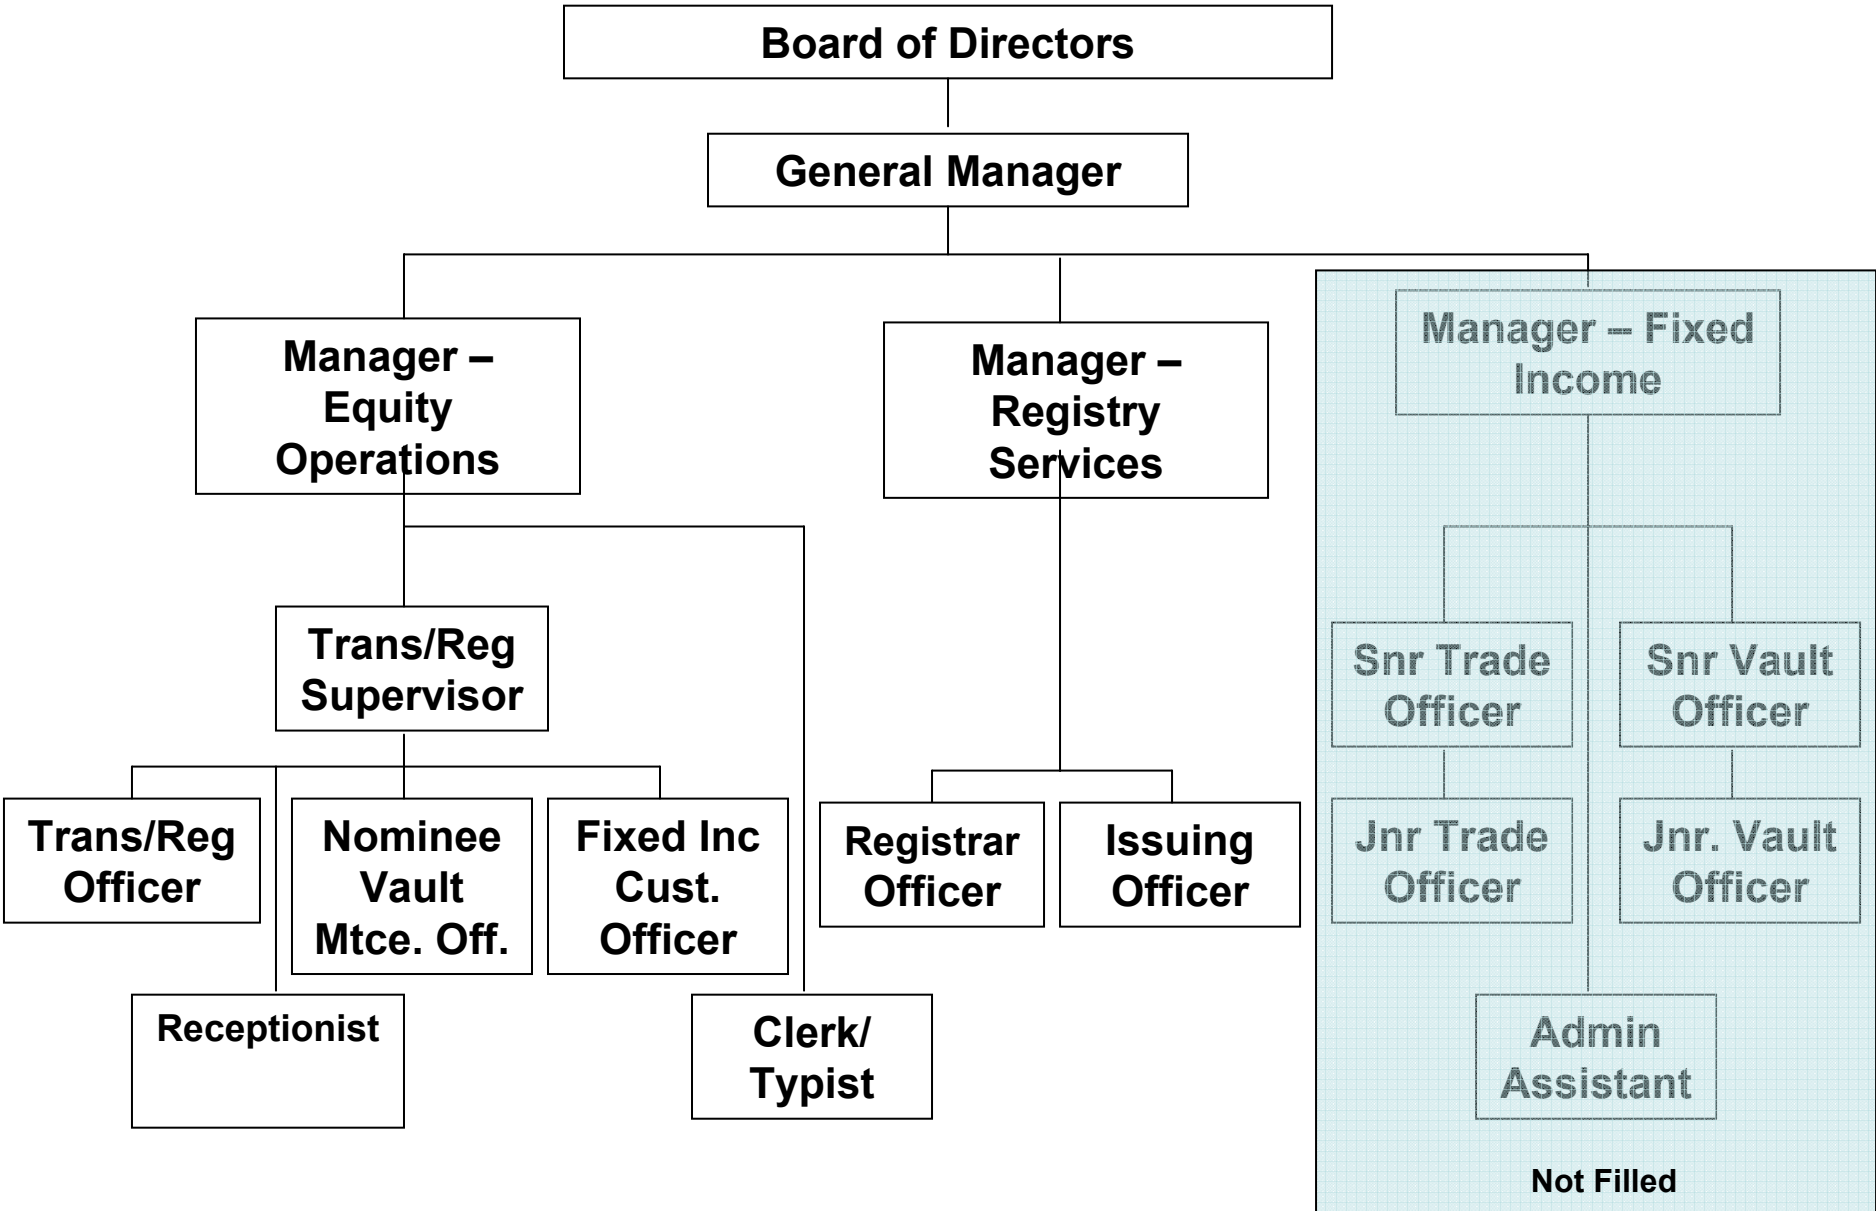 Board of Directors
General Manager
Manager –
Equity
Operations
Manager –
Registry
Services
Manager – Fixed
Income
Trans/Reg
Supervisor
Snr Trade
Officer
Snr Vault
Officer
Trans/Reg
Officer
Nominee
Vault
Mtce. Off.
Fixed Inc
Cust.
Officer
Registrar
Officer
Issuing
Officer
Jnr Trade
Officer
Jnr. Vault
Officer
Receptionist
Clerk/
Typist
Admin
Assistant
Not Filled